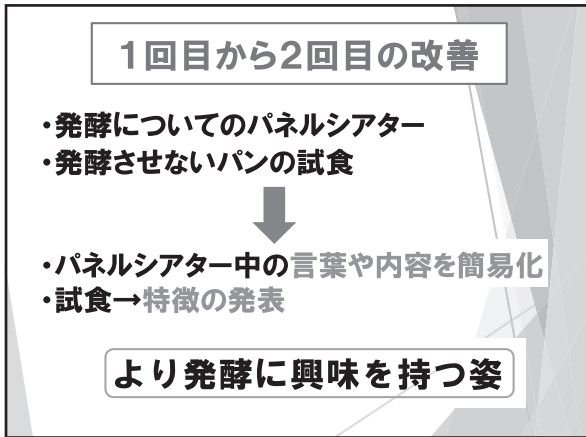 1回目から2回目の改善
・発酵についてのパネルシアター
・発酵させないパンの試食
・パネルシアター中の言葉や内容を簡易化
・試食→特徴の発表
より発酵に興味を持つ姿